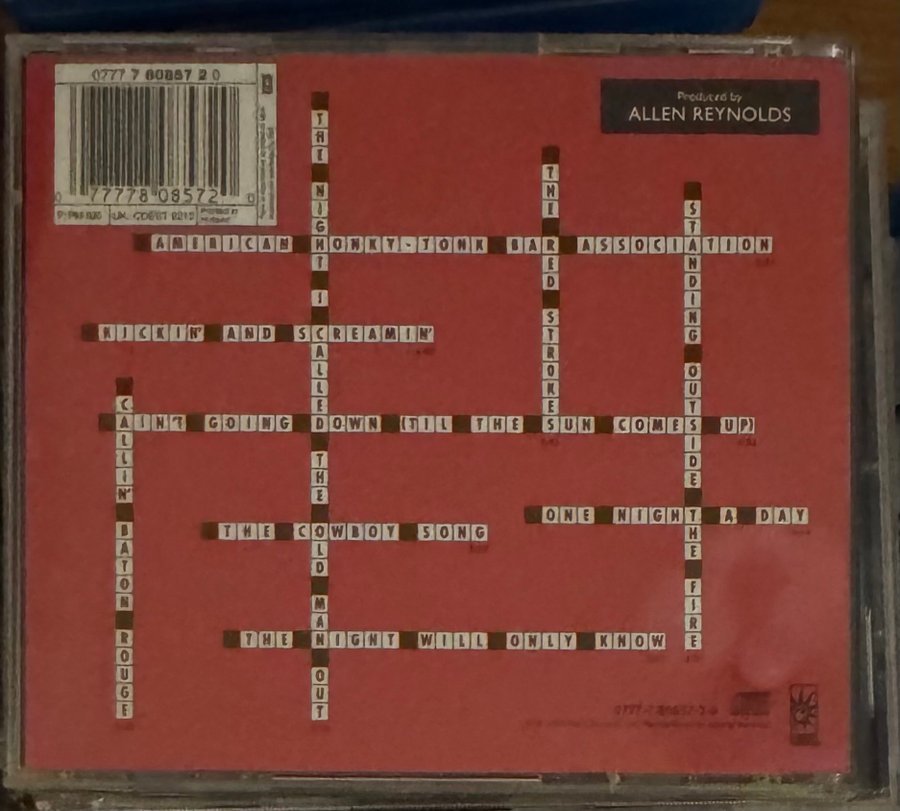 0777 7 80857 2 0
Produced by
ALLEN REYNOLDS
0 77778 08572 0
THE NIGHT I CALLED THE OLD MAN OUT
THE RED STROKES
STANDING OUTSIDE THE FIRE
AMERICAN HONKY-TONK BAR ASSOCIATION
KICKIN' AND SCREAMIN'
CALLIN' BATON ROUGE
AIN'T GOING DOWN (TIL THE SUN COMES UP)
ONE NIGHT A DAY
THE COWBOY SONG
THE NIGHT WILL ONLY KNOW